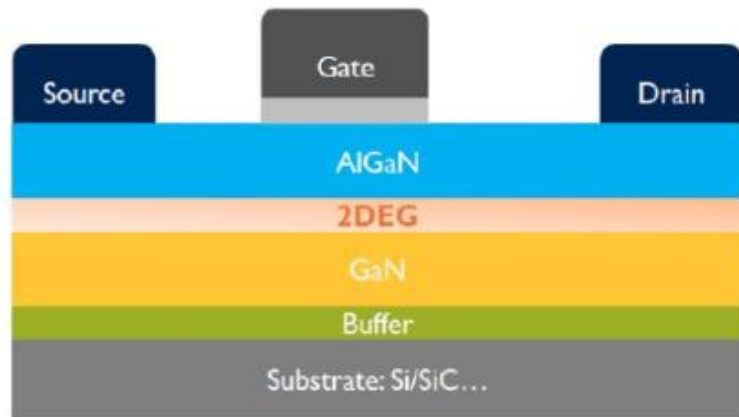 Gate
Source
Drain
AlGaN
2DEG
GaN
Buffer
Substrate: Si/SiC...